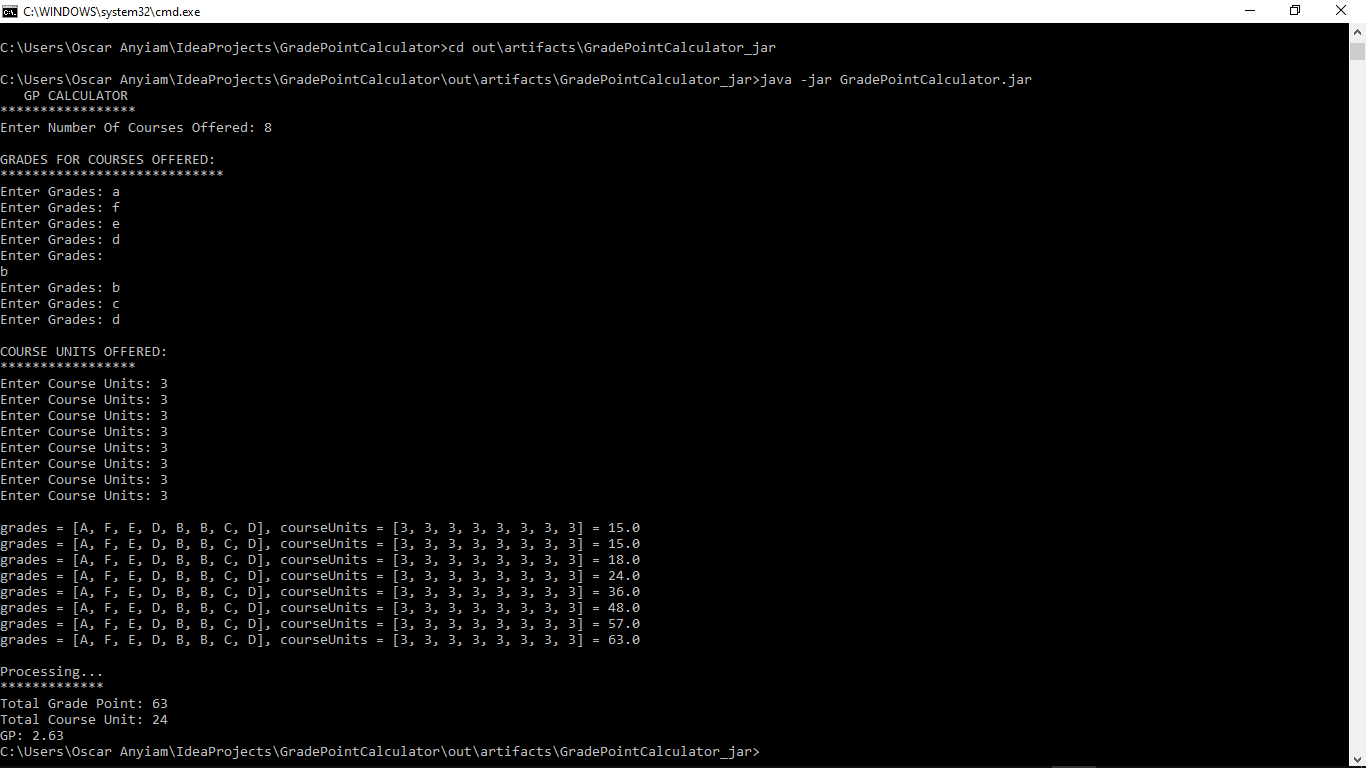 C:\WINDOWS\system32\cmd.exe
C:\Users\Oscar Anyiam\IdeaProjects\GradePointCalculator>cd out\artifacts\GradePointCalculator_jar
C:\Users\Oscar Anyiam\IdeaProjects\GradePointCalculator\out\artifacts\GradePointCalculator_jar>java -jar GradePointCalculator.jar
GP CALCULATOR
*****************
Enter Number Of Courses Offered: 8
GRADES FOR COURSES OFFERED:
****************************
Enter Grades: a
Enter Grades: f
Enter Grades: e
Enter Grades: d
Enter Grades:
b
Enter Grades: b
Enter Grades: c
Enter Grades: d
COURSE UNITS OFFERED:
*****************
Enter Course Units: 3
Enter Course Units: 3
Enter Course Units: 3
Enter Course Units: 3
Enter Course Units: 3
Enter Course Units: 3
Enter Course Units: 3
Enter Course Units: 3
grades = [A, F, E, D, B, B, C, D], courseUnits = [3, 3, 3, 3, 3, 3, 3, 3] = 15.0
grades = [A, F, E, D, B, B, C, D], courseUnits = [3, 3, 3, 3, 3, 3, 3, 3] = 15.0
grades = [A, F, E, D, B, B, C, D], courseUnits = [3, 3, 3, 3, 3, 3, 3, 3] = 18.0
grades = [A, F, E, D, B, B, C, D], courseUnits = [3, 3, 3, 3, 3, 3, 3, 3] = 24.0
grades = [A, F, E, D, B, B, C, D], courseUnits = [3, 3, 3, 3, 3, 3, 3, 3] = 36.0
grades = [A, F, E, D, B, B, C, D], courseUnits = [3, 3, 3, 3, 3, 3, 3, 3] = 48.0
grades = [A, F, E, D, B, B, C, D], courseUnits = [3, 3, 3, 3, 3, 3, 3, 3] = 57.0
grades = [A, F, E, D, B, B, C, D], courseUnits = [3, 3, 3, 3, 3, 3, 3, 3] = 63.0
Processing...
*************
Total Grade Point: 63
Total Course Unit: 24
GP: 2.63
C:\Users\Oscar Anyiam\IdeaProjects\GradePointCalculator\out\artifacts\GradePointCalculator_jar>